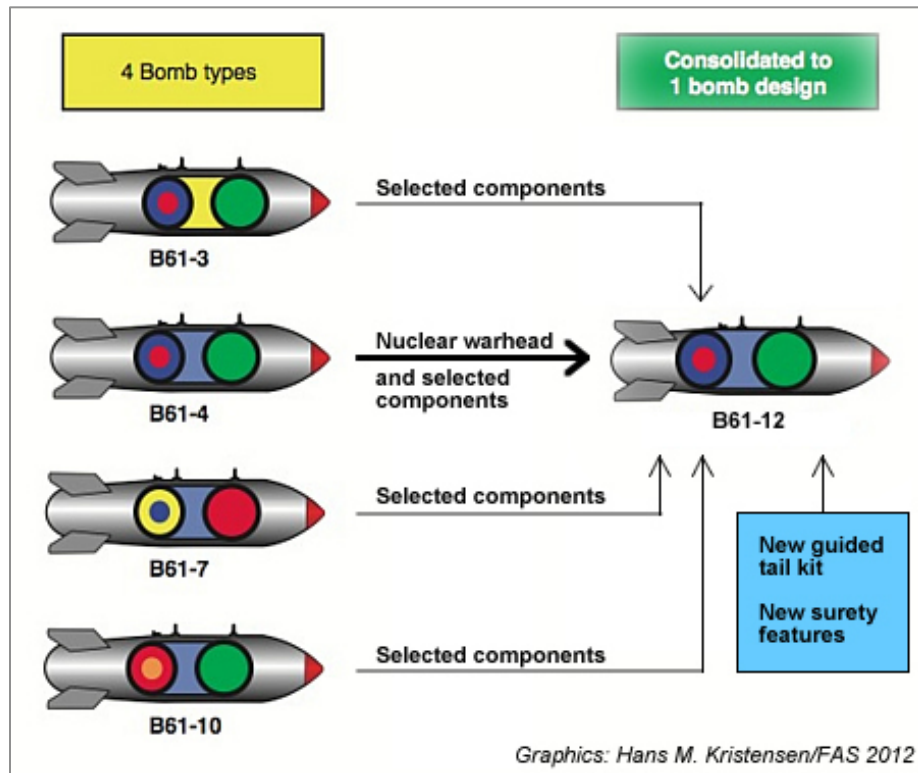 4 Bomb types
Consolidated to
1 bomb design
Selected components
B61-3
Nuclear warhead
and selected
components
B61-4
B61-12
Selected components
B61-7
New guided
tail kit
New surety
features
Selected components
B61-10
Graphics: Hans M. Kristensen/FAS 2012